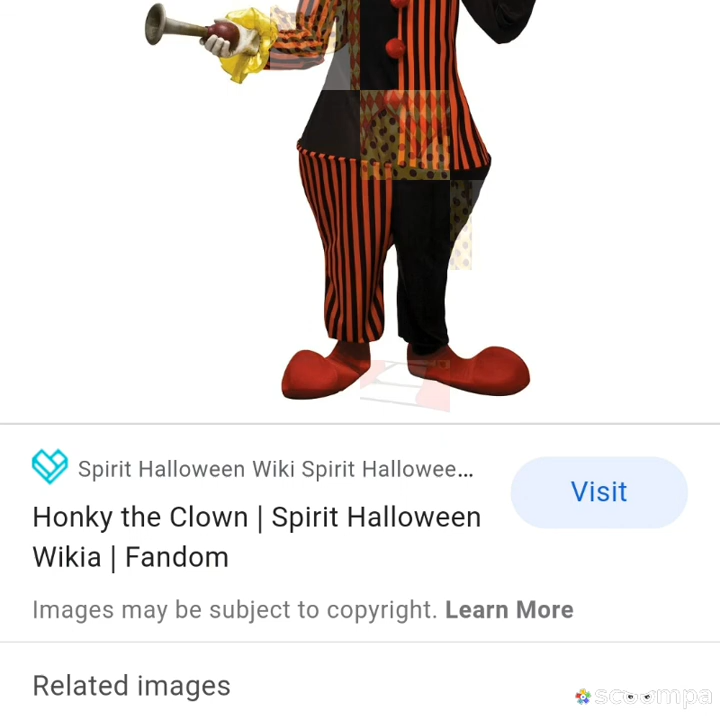 Spirit Halloween Wiki Spirit Hallowee...
Visit
Honky the Clown | Spirit Halloween
Wikia | Fandom
Images may be subject to copyright. Learn More
Related images
scoompa